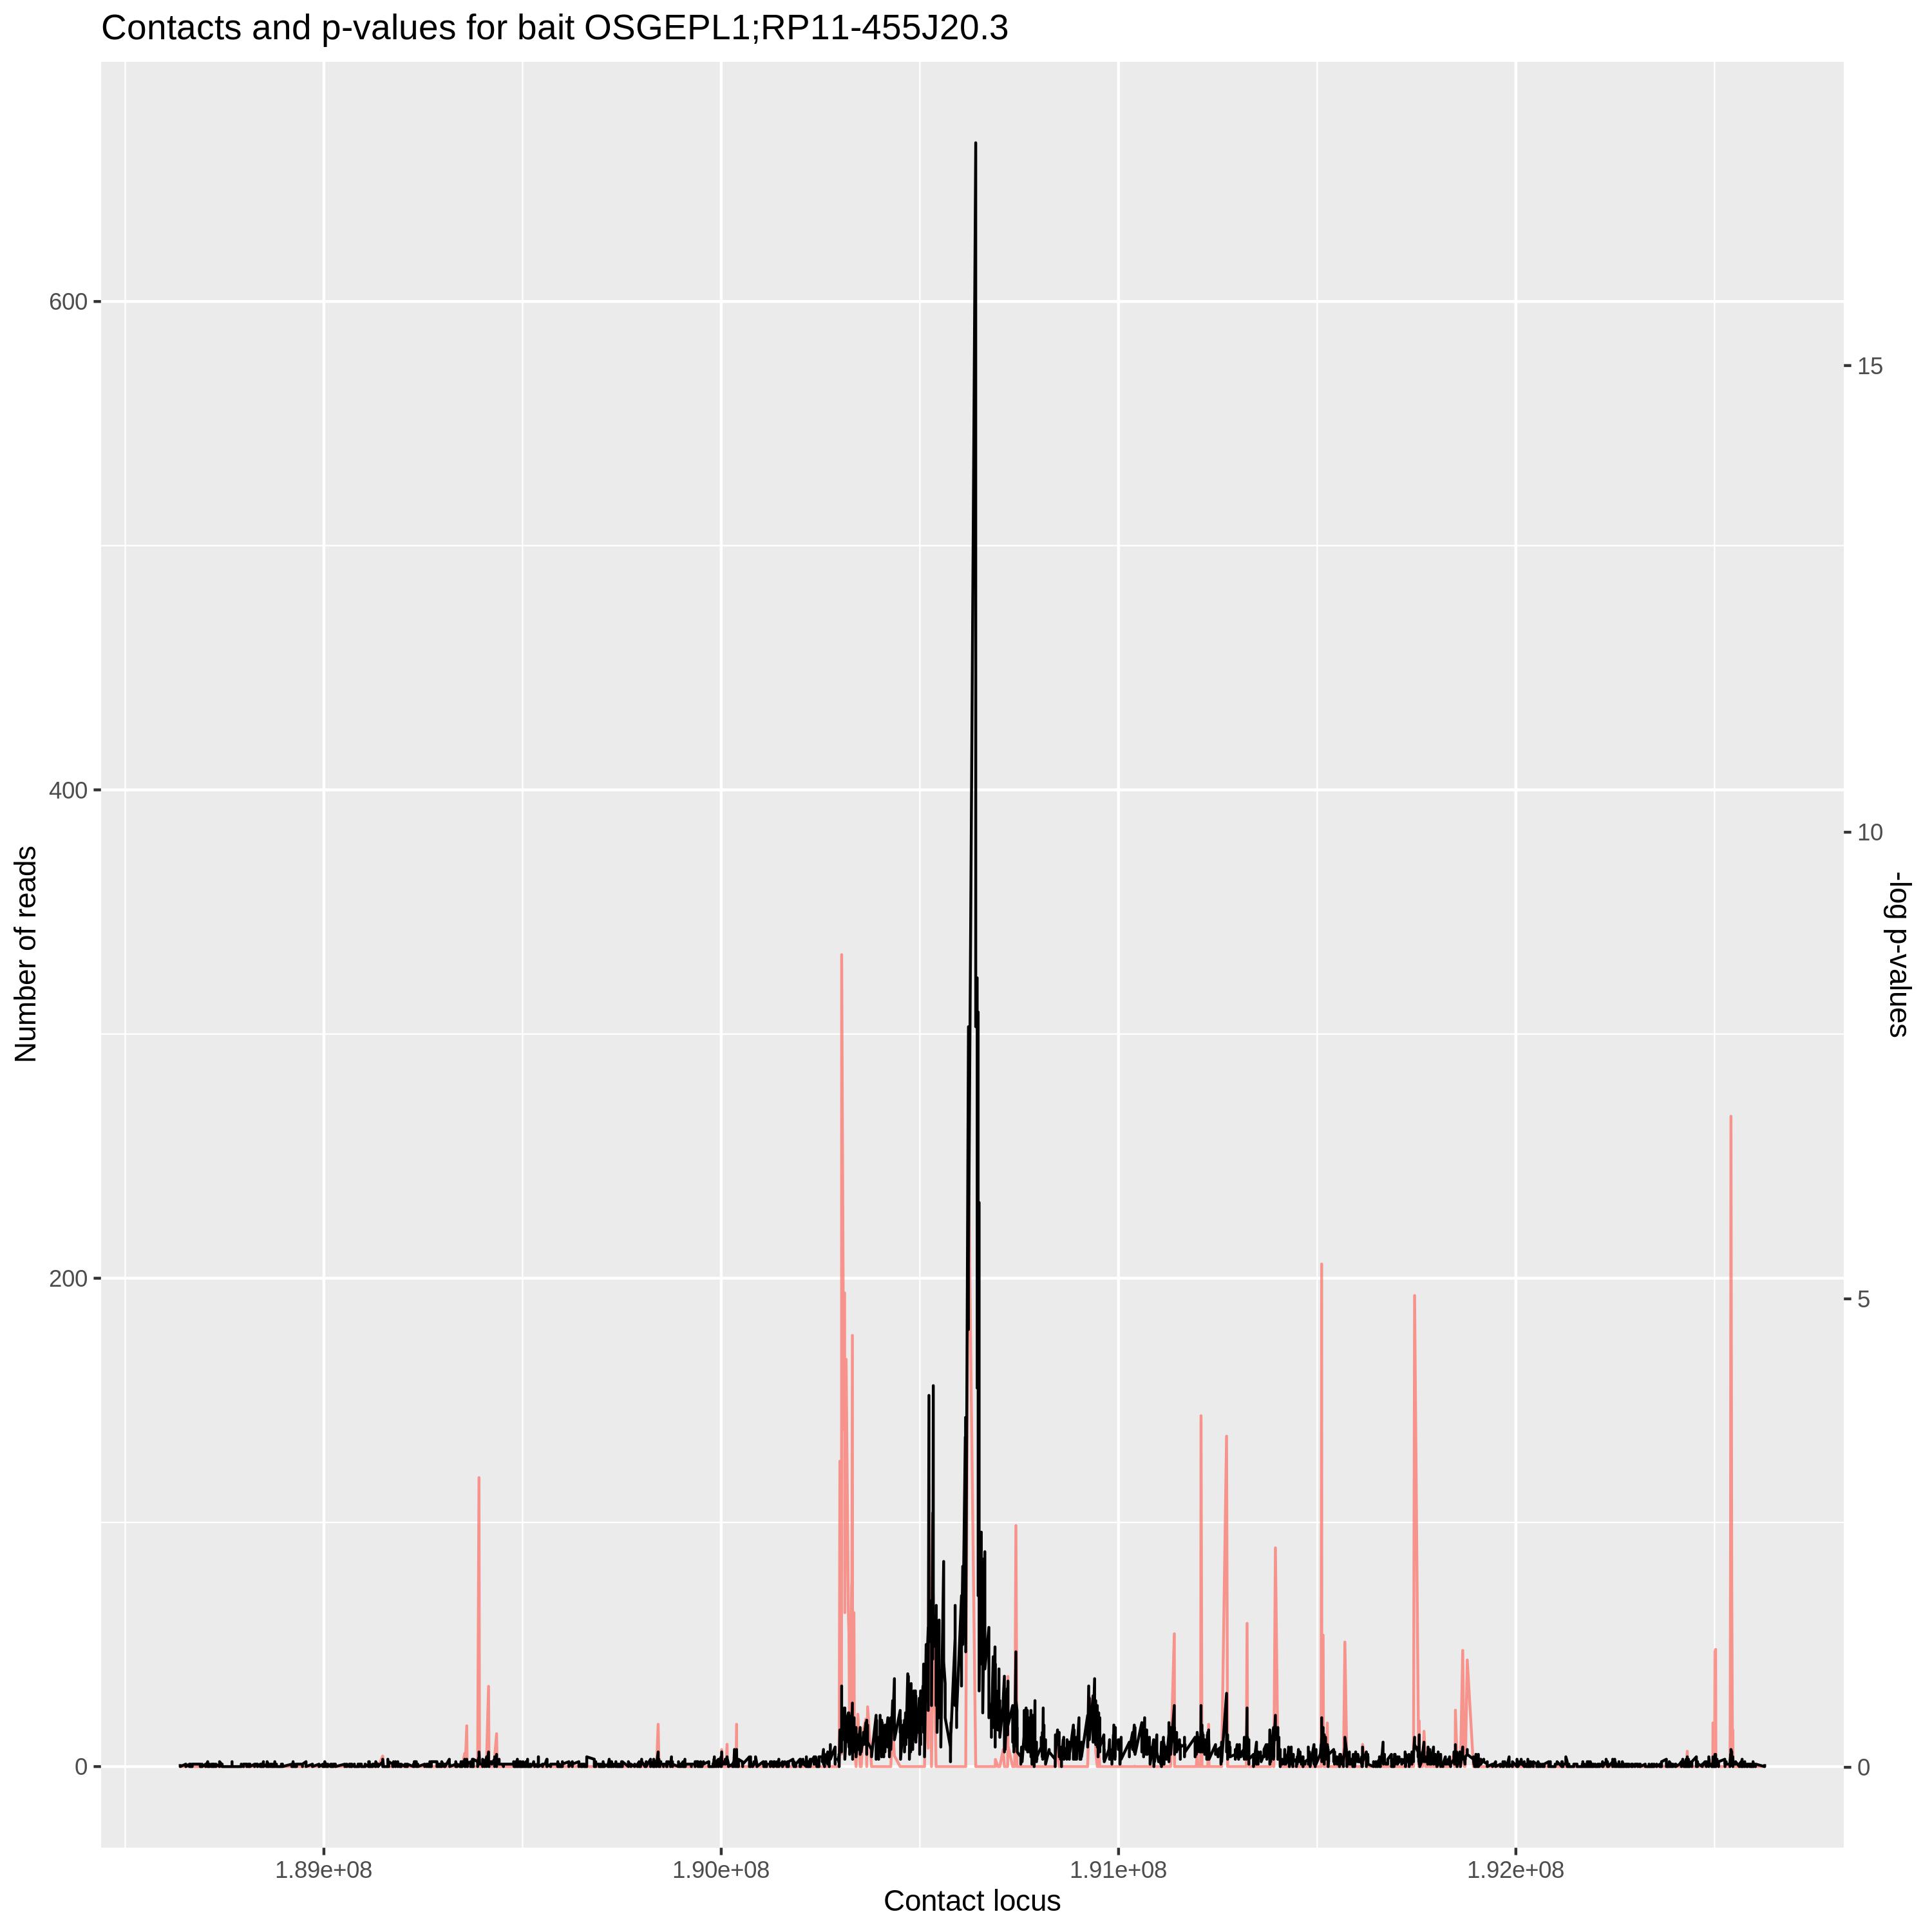 Contacts and p-values for bait OSGEPL1;RP11-455J20.3
600
400
200
0
Number of reads
15
10
5
0
-log p-values
1.89e+08
1.90e+08
1.91e+08
1.92e+08
Contact locus